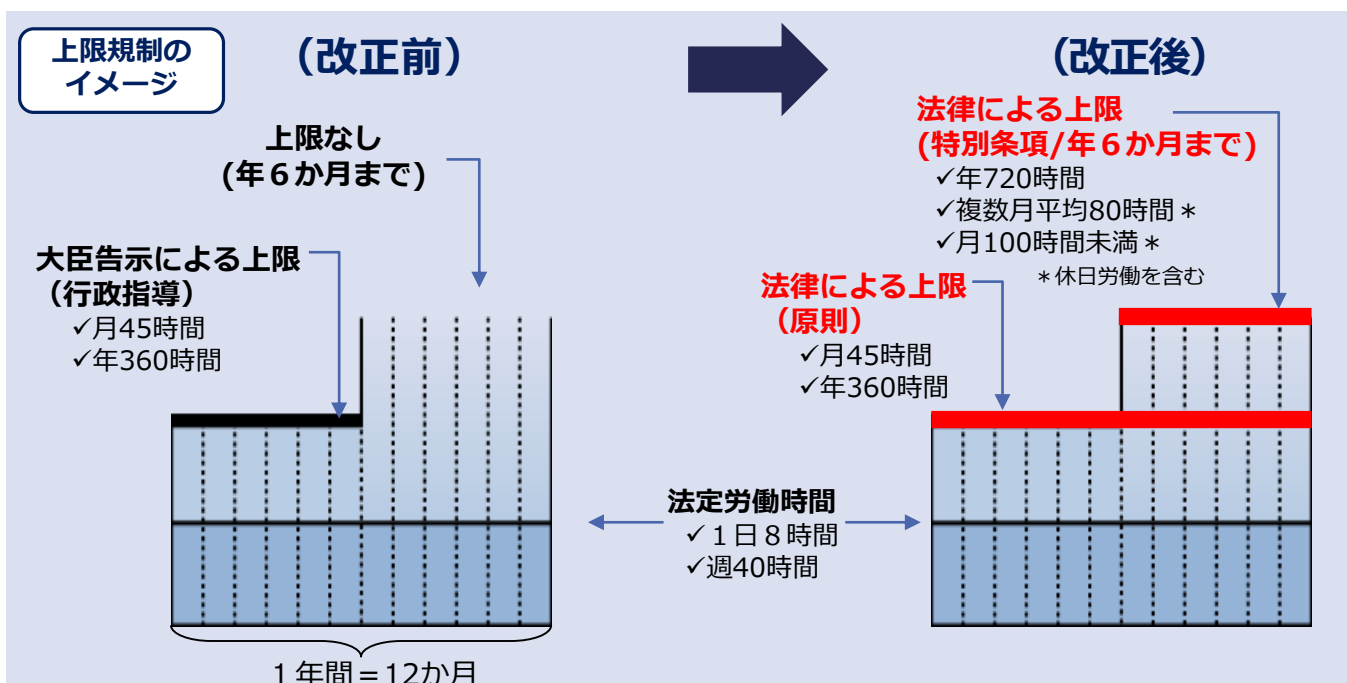 上限規制の
イメージ
（改正前）
（改正後）
上限なし
(年６か月まで)
大臣告示による上限
（行政指導）
✓月45時間
✓年360時間
法律による上限
(特別条項/年６か月まで)
✓年720時間
✓複数月平均80時間＊
✓月100時間未満＊
＊休日労働を含む
法律による上限
（原則）
✓月45時間
✓年360時間
法定労働時間
✓１日８時間
✓週40時間
１年間＝12か月